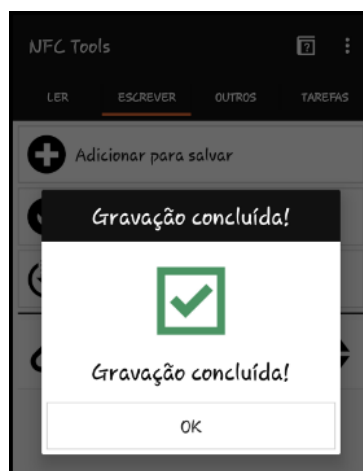 NFC Tools
LER ESCREVER OUTROS TAREFAS
Adicionar para salvar
Gravação concluída!
Gravação concluída!
OK